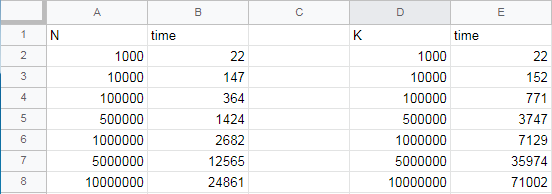 A B C D E
1 N time K time
2 1000 22 1000 22
3 10000 147 10000 152
4 100000 364 100000 771
5 500000 1424 500000 3747
6 1000000 2682 1000000 7129
7 5000000 12565 5000000 35974
8 10000000 24861 10000000 71002